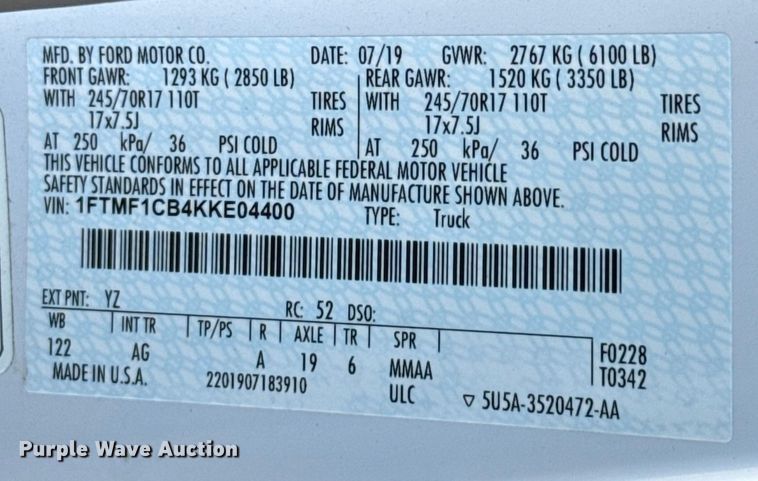 MFD. BY FORD MOTOR CO. DATE: 07/19 GVWR: 2767 KG ( 6100 LB)
FRONT GAWR: 1293 KG ( 2850 LB) REAR GAWR: 1520 KG ( 3350 LB)
WITH 245/70R17 110T TIRES WITH 245/70R17 110T TIRES
17x7.5J RIMS 17x7.5J RIMS
AT 250 kPa/ 36 PSI COLD AT 250 kPa/ 36 PSI COLD
THIS VEHICLE CONFORMS TO ALL APPLICABLE FEDERAL MOTOR VEHICLE
SAFETY STANDARDS IN EFFECT ON THE DATE OF MANUFACTURE SHOWN ABOVE.
VIN: 1FTMF1CB4KKE04400 TYPE: Truck
EXT PNT: YZ RC: 52 DSO:
WB INT TR TP/PS R AXLE TR SPR F0228
122 AG A 19 6 MMAA T0342
MADE IN U.S.A. 2201907183910 ULC ▽ 5U5A-3520472-AA
Purple Wave Auction